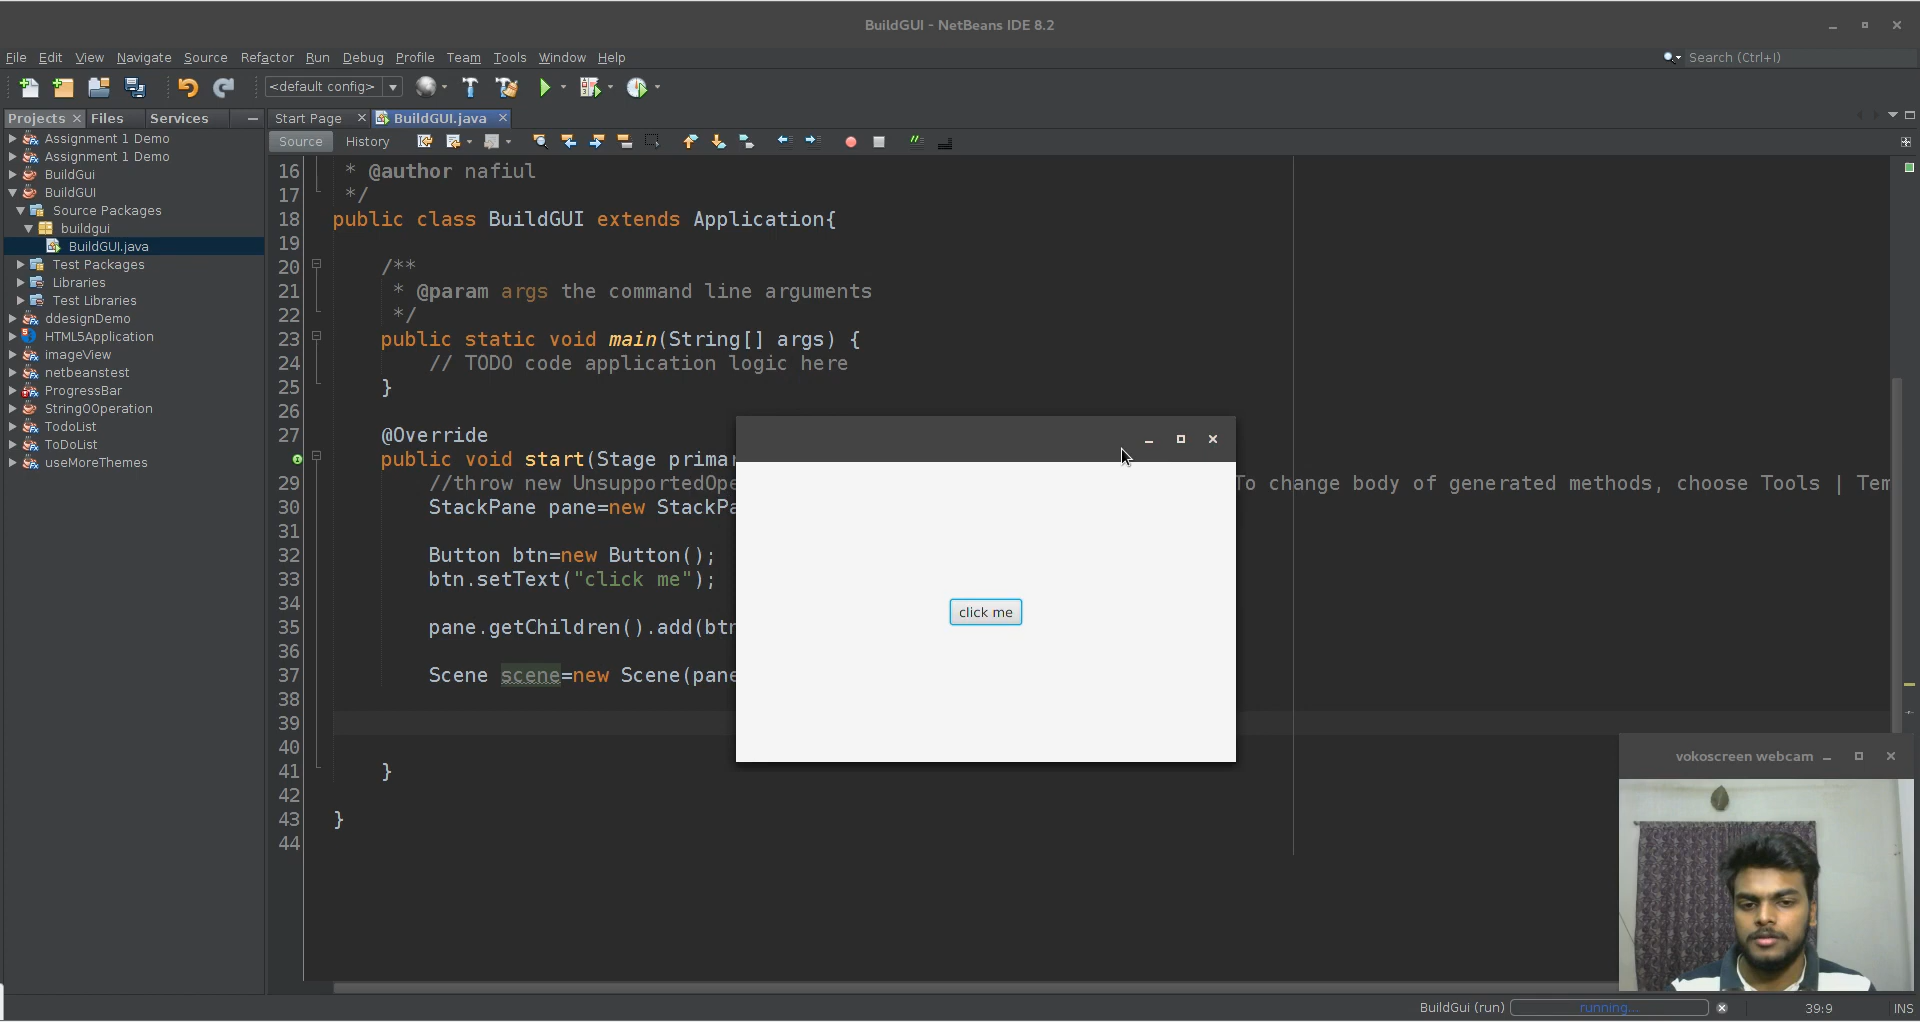 BuildGUI - NetBeans IDE 8.2
File Edit View Navigate Source Refactor Run Debug Profile Team Tools Window Help
Search (Ctrl+I)
<default config>
Projects Files Services
Start Page BuildGUI.java
Source History
Assignment 1 Demo
Assignment 1 Demo
BuildGui
BuildGUI
Source Packages
buildgui
BuildGUI.java
Test Packages
Libraries
Test Libraries
ddesignDemo
HTML5Application
imageView
netbeanstest
ProgressBar
StringOOperation
TodoList
ToDoList
useMoreThemes
16 * @author nafiul
17 */
18 public class BuildGUI extends Application{
19
20 /**
21 * @param args the command line arguments
22 */
23 public static void main(String[] args) {
24 // TODO code application logic here
25 }
26
27 @Override
public void start(Stage primar
29 //throw new UnsupportedOpe To change body of generated methods, choose Tools | Tem
30 StackPane pane=new StackPa
31
32 Button btn=new Button();
33 btn.setText("click me");
34
35 pane.getChildren().add(btn
36
37 Scene scene=new Scene(pane
38
39
40
41 }
42
43 }
44
click me
vokoscreen webcam
BuildGui (run) running... 39:9 INS